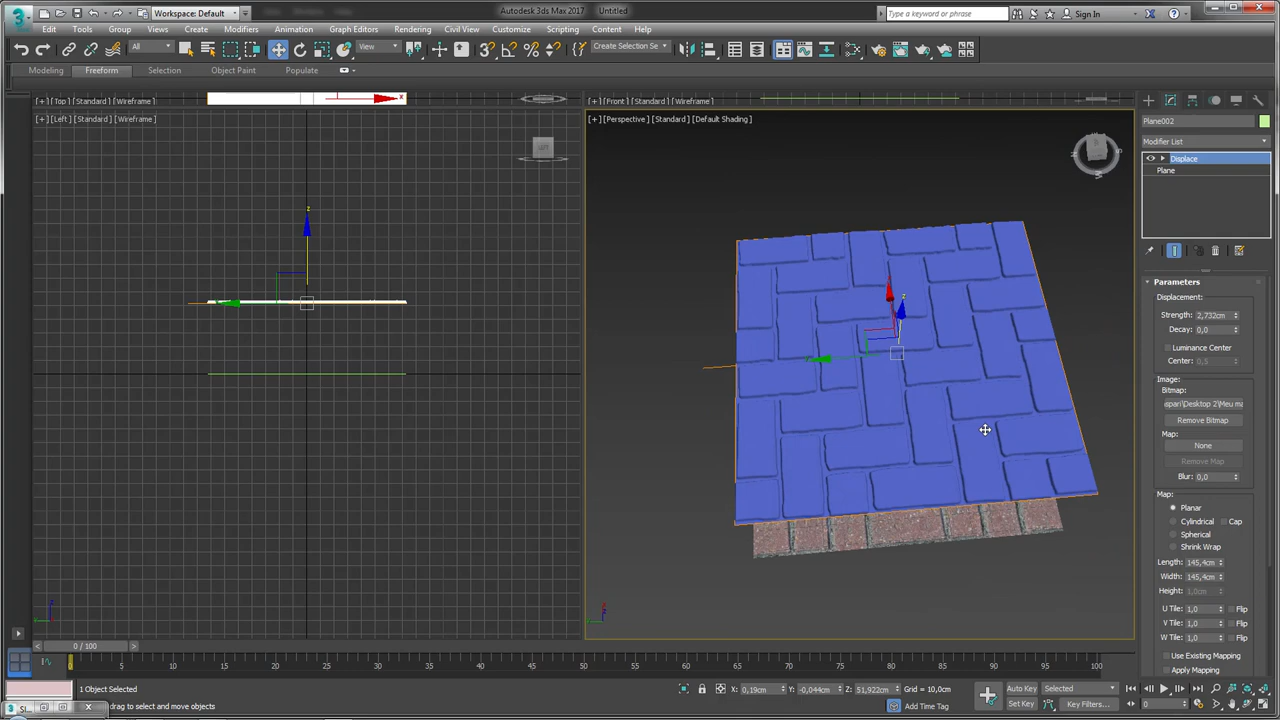 3
Workspace: Default
Autodesk 3ds Max 2017 Untitled
Type a keyword or phrase
Sign In
Edit Tools Group Views Create Modifiers Animation Graph Editors Rendering Civil View Customize Scripting Content Help
All View Create Selection Se
Modeling Freeform Selection Object Paint Populate
[+] [Top] [Standard] [Wireframe]
x
[+] [Front] [Standard] [Wireframe]
[+] [Left] [Standard] [Wireframe]
[+] [Perspective] [Standard] [Default Shading]
Plane002
Modifier List
Displace
Plane
z
z
Parameters
Displacement:
Strength: 2,732cm
Decay: 0,0
Luminance Center
Center: 0,5
Image:
Bitmap:
spari\Desktop 2\Meu ma
Remove Bitmap
Map:
None
Remove Map
Blur: 0,0
Map:
Planar
Cylindrical Cap
Spherical
Shrink Wrap
Length: 145,4cm
Width: 145,4cm
Height: 1,0cm
U Tile: 1,0 Flip
V Tile: 1,0 Flip
W Tile: 1,0 Flip
Use Existing Mapping
Apply Mapping
0 / 100
0 5 10 15 20 25 30 35 40 45 50 55 60 65 70 75 80 85 90 95 100
1 Object Selected
X: 0,19cm Y: -0,044cm Z: 51,922cm Grid = 10,0cm
Auto Key Selected
drag to select and move objects
Add Time Tag
Set Key Key Filters...
0